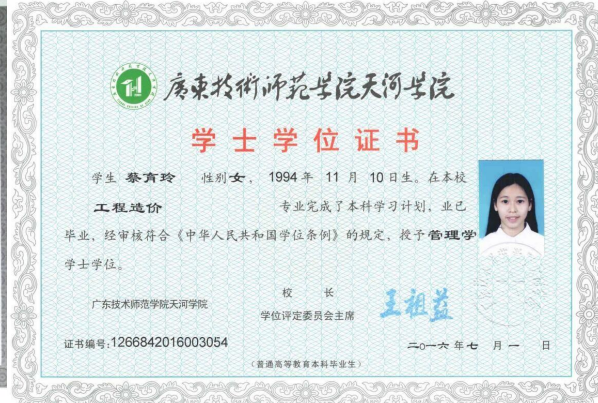 廣東技術师范学院天河学院
学士学位证书
学生 蔡育玲 性别 女 ， 1994 年 11 月 10 日生。在本校
工程造价 专业完成了本科学习计划，业已
毕业，经审核符合《中华人民共和国学位条例》的规定，授予 管理学
学士学位。
广东技术师范学院天河学院
校 长
学位评定委员会主席
王祖益
证书编号:1266842016003054
二○一六 年 七 月 一 日
(普通高等教育本科毕业生)